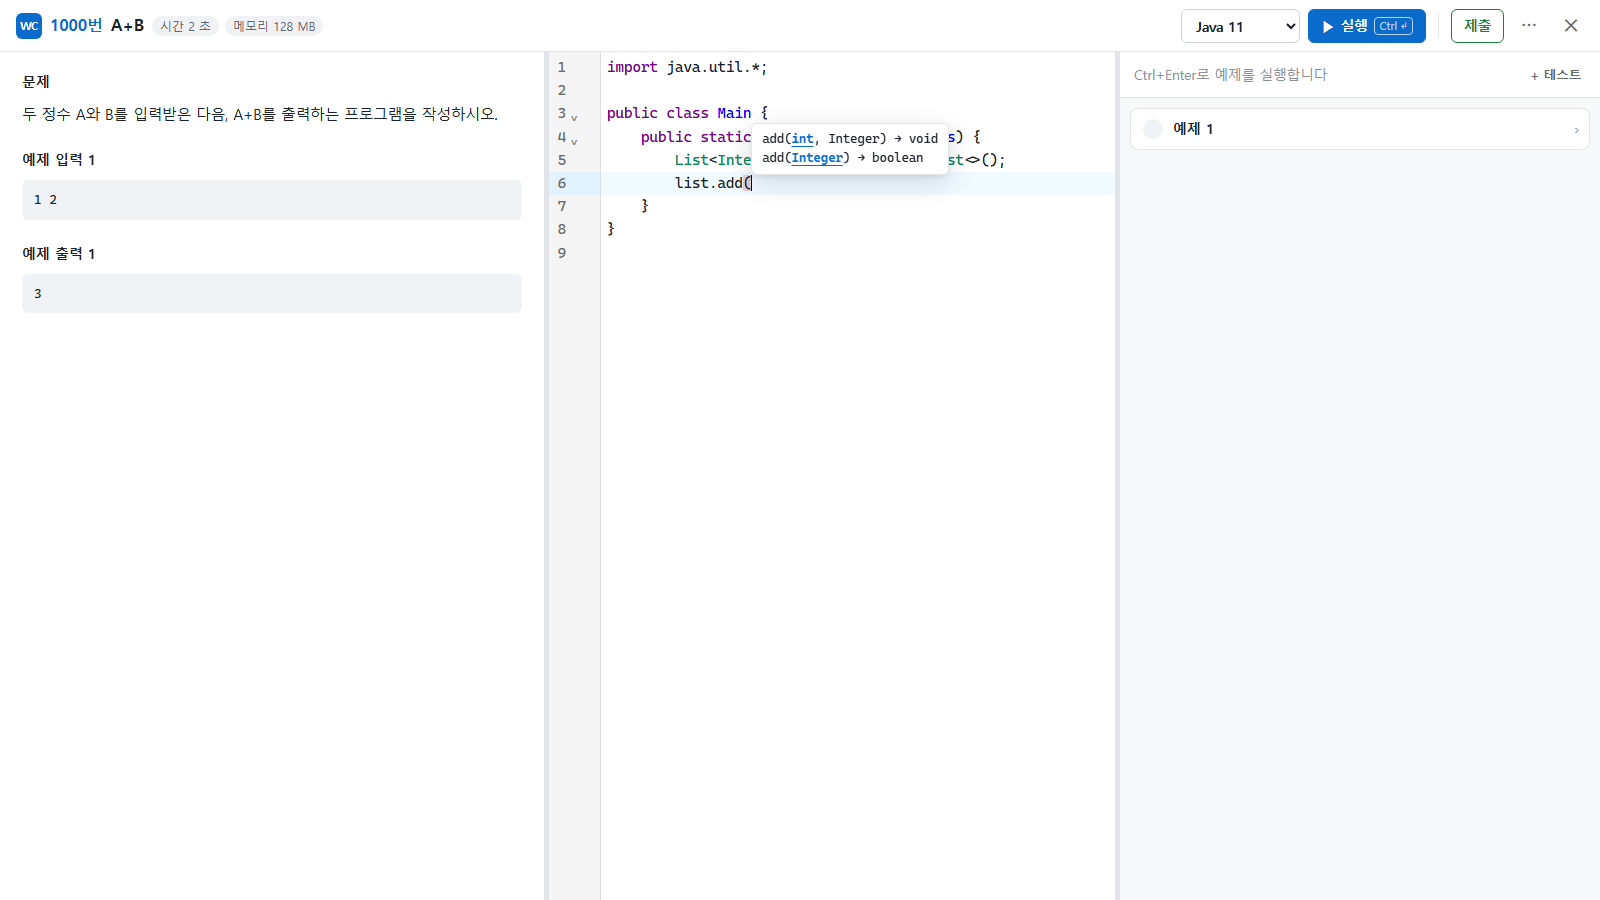 WC 1000번 A+B 시간 2 초 메모리 128 MB Java 11 ▶ 실행 Ctrl ⏎ 제출 ··· ×
문제
두 정수 A와 B를 입력받은 다음, A+B를 출력하는 프로그램을 작성하시오.
예제 입력 1
1 2
예제 출력 1
3
1 import java.util.*;
2
3 public class Main {
4 public static s) {
5 List<Inte st<>();
6 list.add(
7 }
8 }
9
add(int, Integer) → void
add(Integer) → boolean
Ctrl+Enter로 예제를 실행합니다 + 테스트
예제 1 ›